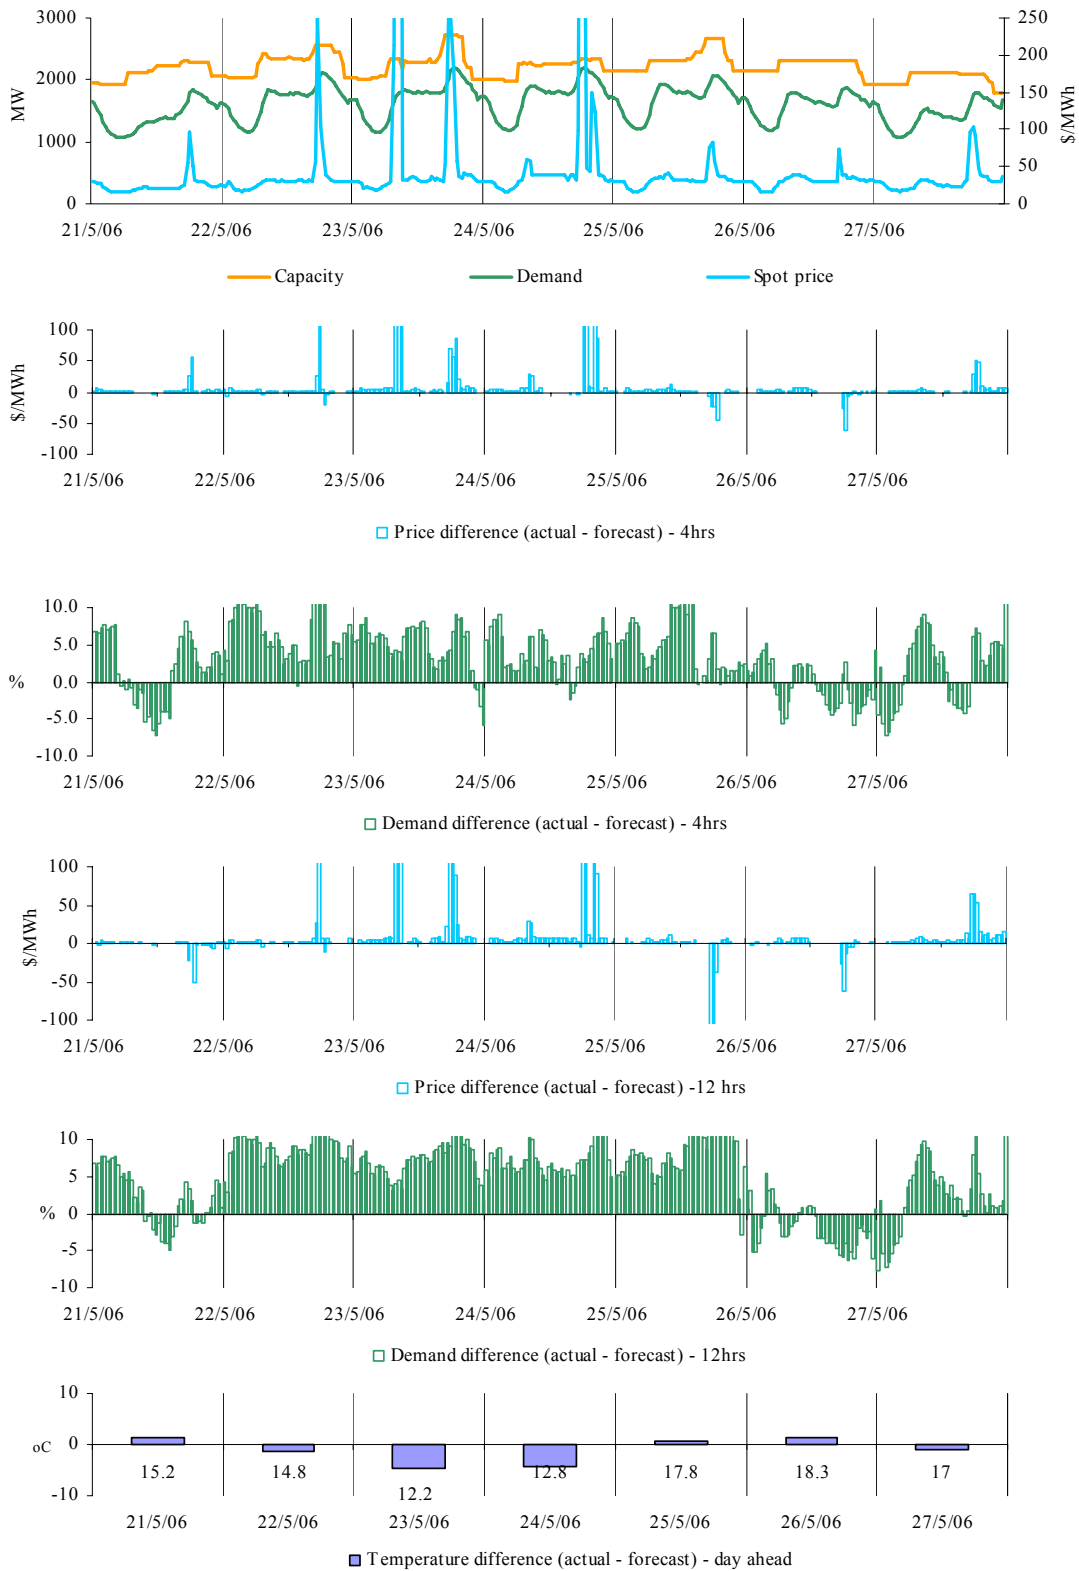 3000
2000
1000
0
MW
250
200
150
100
50
0
$/MWh
21/5/06 22/5/06 23/5/06 24/5/06 25/5/06 26/5/06 27/5/06
Capacity Demand Spot price
100
50
0
-50
-100
$/MWh
21/5/06 22/5/06 23/5/06 24/5/06 25/5/06 26/5/06 27/5/06
Price difference (actual - forecast) - 4hrs
10.0
5.0
0.0
-5.0
-10.0
%
21/5/06 22/5/06 23/5/06 24/5/06 25/5/06 26/5/06 27/5/06
Demand difference (actual - forecast) - 4hrs
100
50
0
-50
-100
$/MWh
21/5/06 22/5/06 23/5/06 24/5/06 25/5/06 26/5/06 27/5/06
Price difference (actual - forecast) -12 hrs
10
5
0
-5
-10
%
21/5/06 22/5/06 23/5/06 24/5/06 25/5/06 26/5/06 27/5/06
Demand difference (actual - forecast) - 12hrs
10
0
-10
oC
15.2 14.8 12.2 12.8 17.8 18.3 17
21/5/06 22/5/06 23/5/06 24/5/06 25/5/06 26/5/06 27/5/06
Temperature difference (actual - forecast) - day ahead